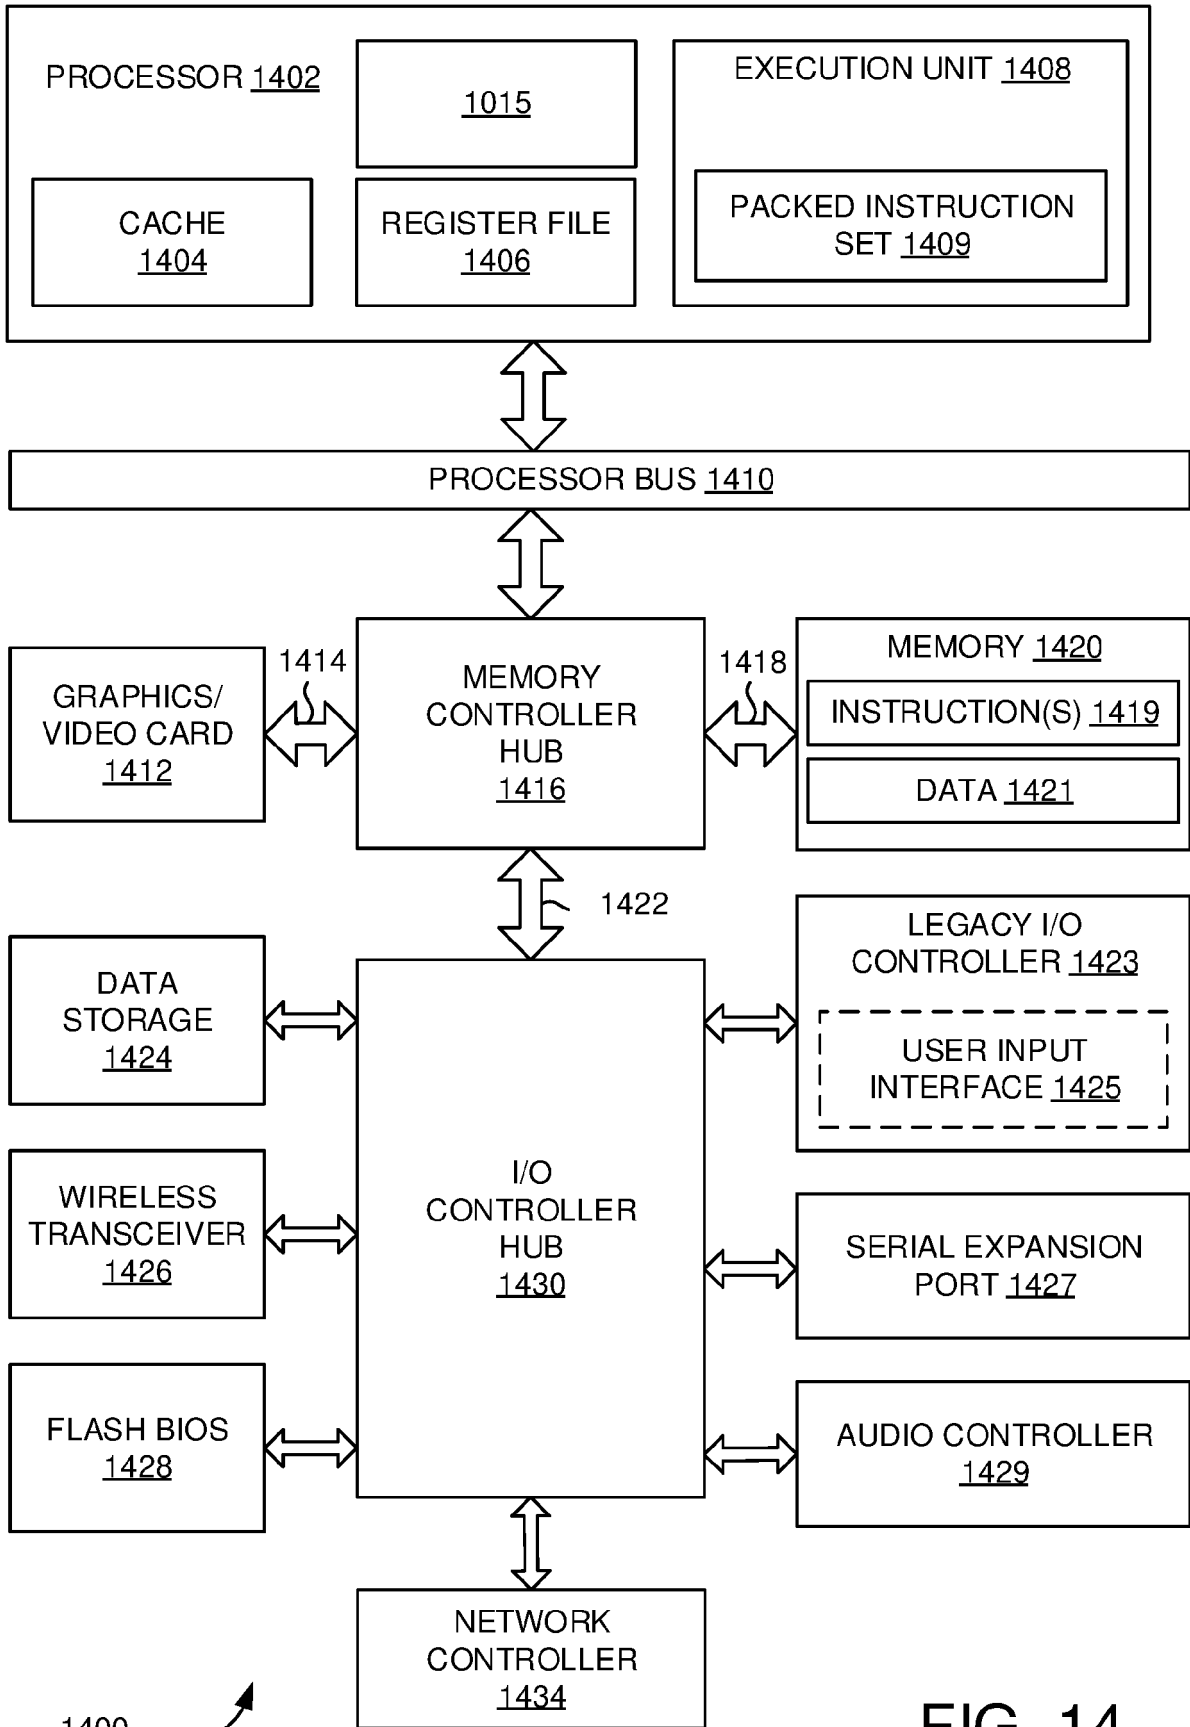 PROCESSOR 1402
1015
EXECUTION UNIT 1408
CACHE
1404
REGISTER FILE
1406
PACKED INSTRUCTION
SET 1409
PROCESSOR BUS 1410
GRAPHICS/
VIDEO CARD
1412
1414
MEMORY
CONTROLLER
HUB
1416
1418
MEMORY 1420
INSTRUCTION(S) 1419
DATA 1421
1422
DATA
STORAGE
1424
LEGACY I/O
CONTROLLER 1423
USER INPUT
INTERFACE 1425
WIRELESS
TRANSCEIVER
1426
I/O
CONTROLLER
HUB
1430
SERIAL EXPANSION
PORT 1427
FLASH BIOS
1428
AUDIO CONTROLLER
1429
NETWORK
CONTROLLER
1434
1400
FIG. 14